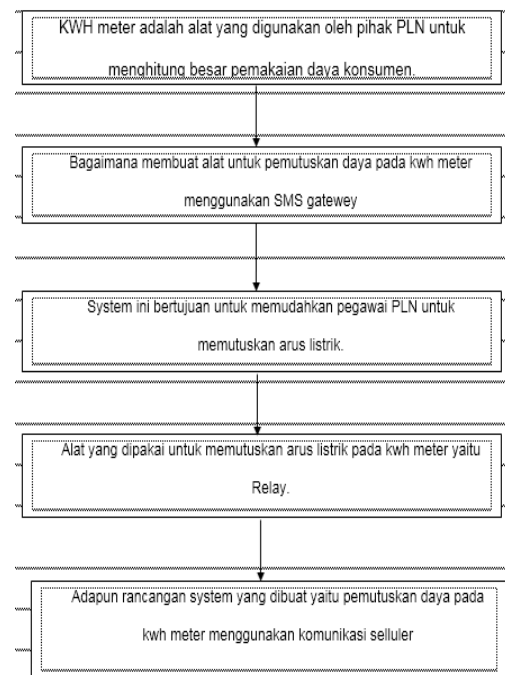 KWH meter adalah alat yang digunakan oleh pihak PLN untuk
menghitung besar pemakaian daya konsumen.
Bagaimana membuat alat untuk pemutuskan daya pada kwh meter
menggunakan SMS gatewey
System ini bertujuan untuk memudahkan pegawai PLN untuk
memutuskan arus listrik.
Alat yang dipakai untuk memutuskan arus listrik pada kwh meter yaitu
Relay.
Adapun rancangan system yang dibuat yaitu pemutuskan daya pada
kwh meter menggunakan komunikasi selluler